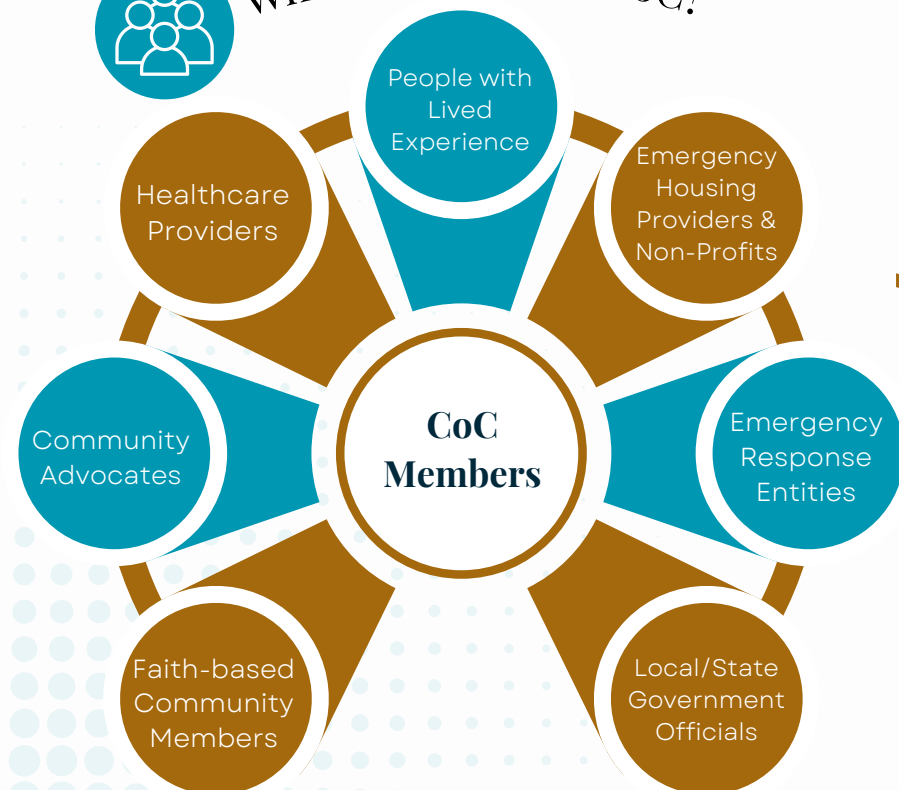 People with
Lived
Experience
Emergency
Housing
Providers &
Non-Profits
Healthcare
Providers
CoC
Members
Community
Advocates
Emergency
Response
Entities
Faith-based
Community
Members
Local/State
Government
Officials